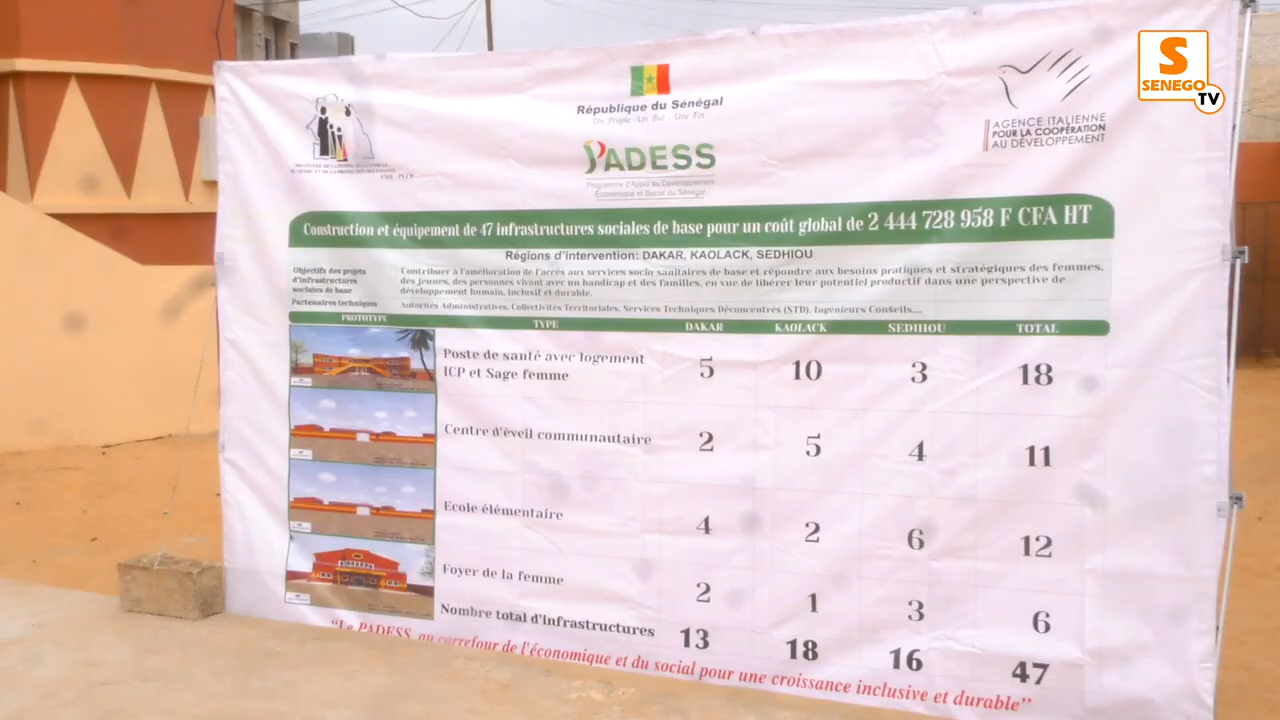 S
SENEGO
TV
République du Sénégal
Un Peuple - Un But - Une Foi
PADESS
Programme d'Appui au Développement
Économique et Social du Sénégal
AGENCE ITALIENNE
POUR LA COOPÉRATION
AU DÉVELOPPEMENT
Construction et équipement de 47 infrastructures sociales de base pour un coût global de 2 444 728 958 F CFA HT
Régions d'intervention: DAKAR, KAOLACK, SEDHIOU
Objectifs des projets
d'infrastructures
sociales de base
Contribuer à l'amelioration de l'accès aux services socio-sanitaires de base et répondre aux besoins pratiques et stratégiques des femmes,
des jeunes, des personnes vivant avec un handicap et des familles, en vue de libérer leur potentiel productif dans une perspective de
développement humain, inclusif et durable.
Partenaires techniques
Autorités Administratives, Collectivités Territoriales, Services Techniques Déconcentrés (STD), Ingénieurs Conseils....
PROTOTYPE TYPE DAKAR KAOLACK SEDHIOU TOTAL
Poste de santé avec logement
ICP et Sage femme 5 10 3 18
Centre d'éveil communautaire 2 5 4 11
Ecole élémentaire 4 2 6 12
Foyer de la femme 2 1 3 6
Nombre total d'infrastructures 13 18 16 47
“Le PADESS, au carrefour de l'économique et du social pour une croissance inclusive et durable”